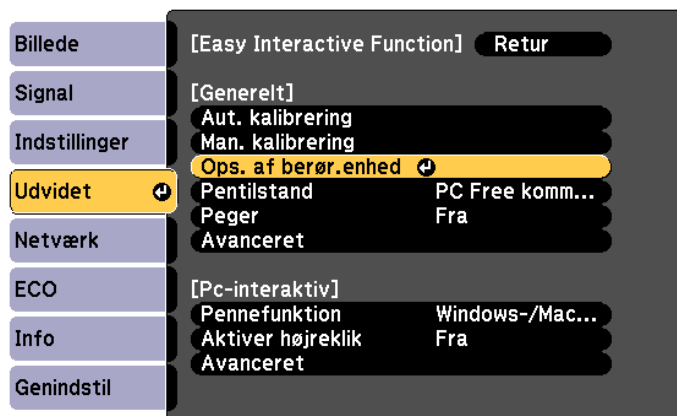 Billede
Signal
Indstillinger
Udvidet
Netværk
ECO
Info
Genindstil
[Easy Interactive Function] Retur
[Generelt]
Aut. kalibrering
Man. kalibrering
Ops. af berør.enhed
Pentilstand PC Free komm...
Peger Fra
Avanceret
[Pc-interaktiv]
Pennefunktion Windows-/Mac...
Aktiver højreklik Fra
Avanceret